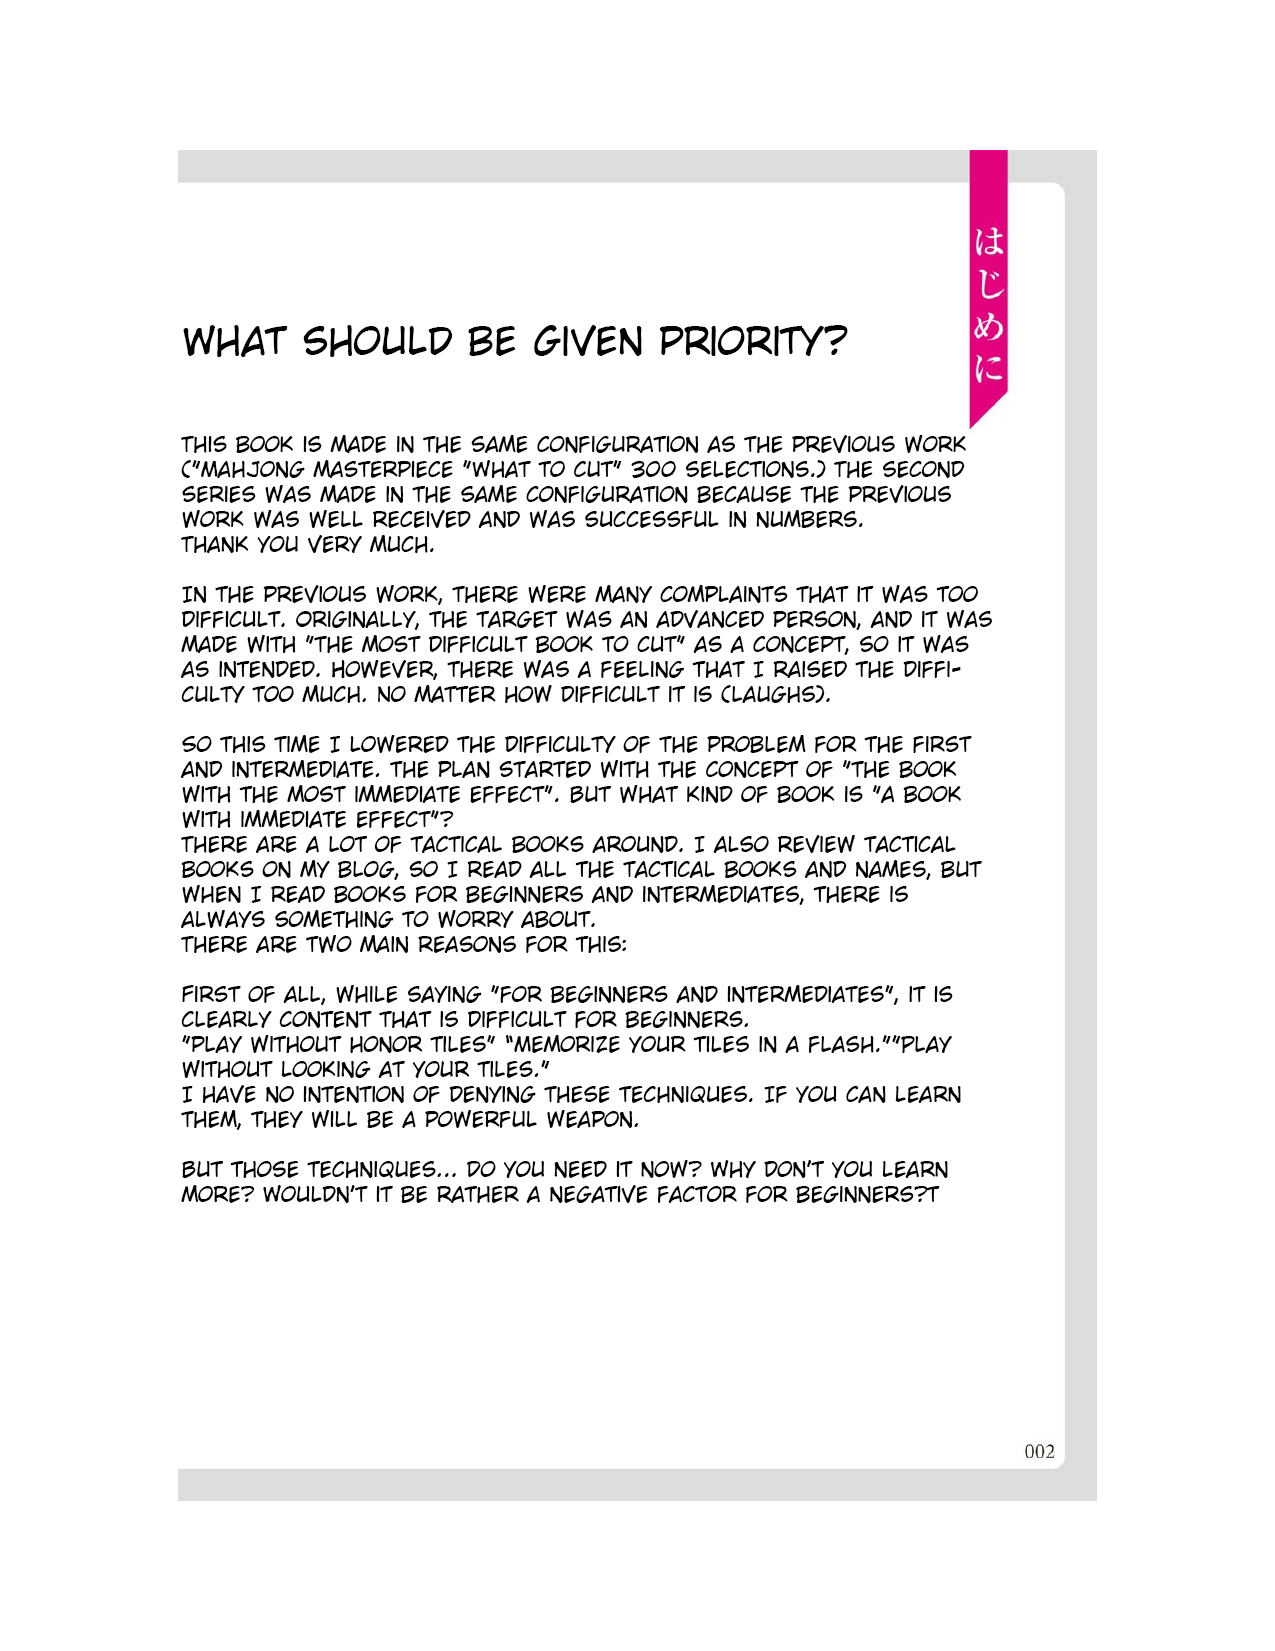 はじめに
WHAT SHOULD BE GIVEN PRIORITY?
THIS BOOK IS MADE IN THE SAME CONFIGURATION AS THE PREVIOUS WORK
("MAHJONG MASTERPIECE "WHAT TO CUT" 300 SELECTIONS.) THE SECOND
SERIES WAS MADE IN THE SAME CONFIGURATION BECAUSE THE PREVIOUS
WORK WAS WELL RECEIVED AND WAS SUCCESSFUL IN NUMBERS.
THANK YOU VERY MUCH.
IN THE PREVIOUS WORK, THERE WERE MANY COMPLAINTS THAT IT WAS TOO
DIFFICULT. ORIGINALLY, THE TARGET WAS AN ADVANCED PERSON, AND IT WAS
MADE WITH "THE MOST DIFFICULT BOOK TO CUT" AS A CONCEPT, SO IT WAS
AS INTENDED. HOWEVER, THERE WAS A FEELING THAT I RAISED THE DIFFI-
CULTY TOO MUCH. NO MATTER HOW DIFFICULT IT IS (LAUGHS).
SO THIS TIME I LOWERED THE DIFFICULTY OF THE PROBLEM FOR THE FIRST
AND INTERMEDIATE. THE PLAN STARTED WITH THE CONCEPT OF "THE BOOK
WITH THE MOST IMMEDIATE EFFECT". BUT WHAT KIND OF BOOK IS "A BOOK
WITH IMMEDIATE EFFECT"?
THERE ARE A LOT OF TACTICAL BOOKS AROUND. I ALSO REVIEW TACTICAL
BOOKS ON MY BLOG, SO I READ ALL THE TACTICAL BOOKS AND NAMES, BUT
WHEN I READ BOOKS FOR BEGINNERS AND INTERMEDIATES, THERE IS
ALWAYS SOMETHING TO WORRY ABOUT.
THERE ARE TWO MAIN REASONS FOR THIS:
FIRST OF ALL, WHILE SAYING "FOR BEGINNERS AND INTERMEDIATES", IT IS
CLEARLY CONTENT THAT IS DIFFICULT FOR BEGINNERS.
"PLAY WITHOUT HONOR TILES" "MEMORIZE YOUR TILES IN A FLASH.""PLAY
WITHOUT LOOKING AT YOUR TILES."
I HAVE NO INTENTION OF DENYING THESE TECHNIQUES. IF YOU CAN LEARN
THEM, THEY WILL BE A POWERFUL WEAPON.
BUT THOSE TECHNIQUES... DO YOU NEED IT NOW? WHY DON'T YOU LEARN
MORE? WOULDN'T IT BE RATHER A NEGATIVE FACTOR FOR BEGINNERS?T
002